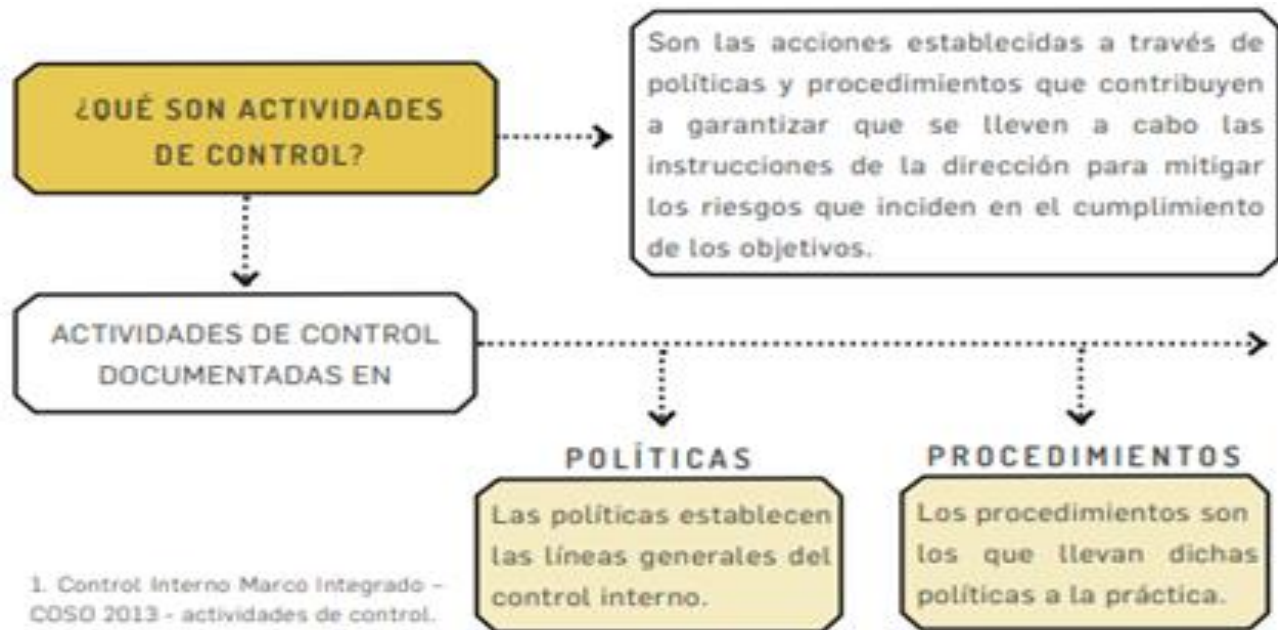 ¿QUÉ SON ACTIVIDADES
DE CONTROL?
Son las acciones establecidas a través de
políticas y procedimientos que contribuyen
a garantizar que se lleven a cabo las
instrucciones de la dirección para mitigar
los riesgos que inciden en el cumplimiento
de los objetivos.
ACTIVIDADES DE CONTROL
DOCUMENTADAS EN
POLÍTICAS
Las políticas establecen
las líneas generales del
control interno.
PROCEDIMIENTOS
Los procedimientos son
los que llevan dichas
políticas a la práctica.
1. Control Interno Marco Integrado –
COSO 2013 - actividades de control.